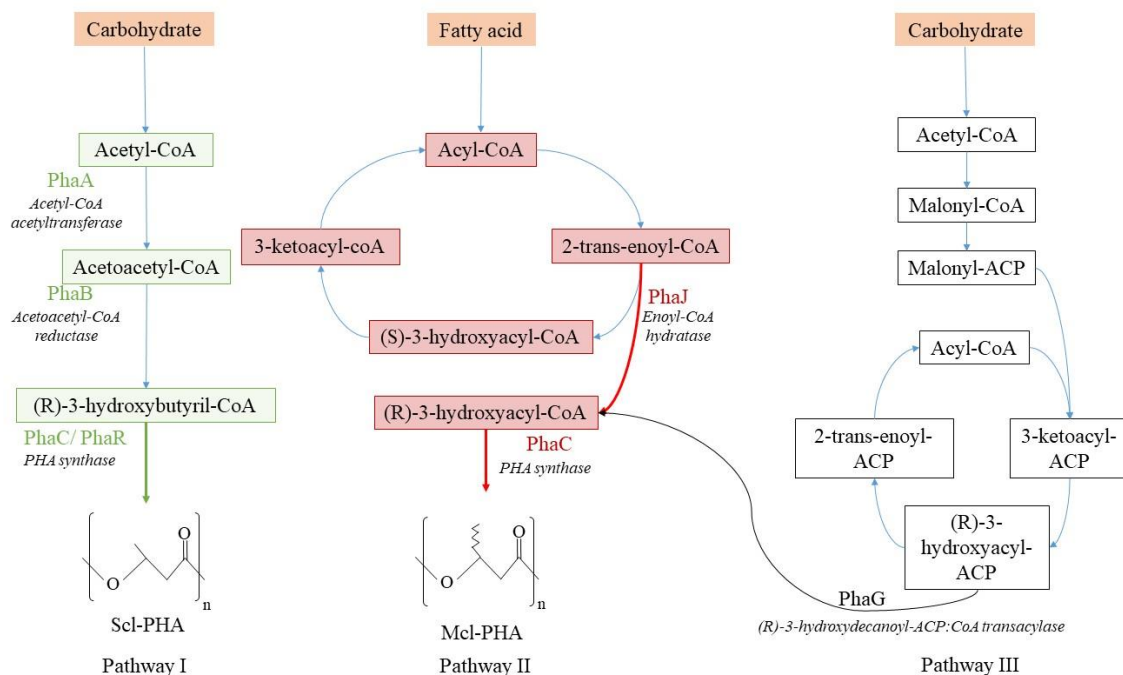 Carbohydrate
Acetyl-CoA
PhaA
Acetyl-CoA
acetyltransferase
Acetoacetyl-CoA
PhaB
Acetoacetyl-CoA
reductase
(R)-3-hydroxybutyril-CoA
PhaC/ PhaR
PHA synthase
O
O
n
Scl-PHA
Pathway I
Fatty acid
Acyl-CoA
3-ketoacyl-coA
2-trans-enoyl-CoA
PhaJ
Enoyl-CoA
hydratase
(S)-3-hydroxyacyl-CoA
(R)-3-hydroxyacyl-CoA
PhaC
PHA synthase
O
O
n
Mcl-PHA
Pathway II
Carbohydrate
Acetyl-CoA
Malonyl-CoA
Malonyl-ACP
Acyl-CoA
2-trans-enoyl-
ACP
3-ketoacyl-
ACP
(R)-3-
hydroxyacyl-
ACP
PhaG
(R)-3-hydroxydecanoyl-ACP:CoA transacylase
Pathway III